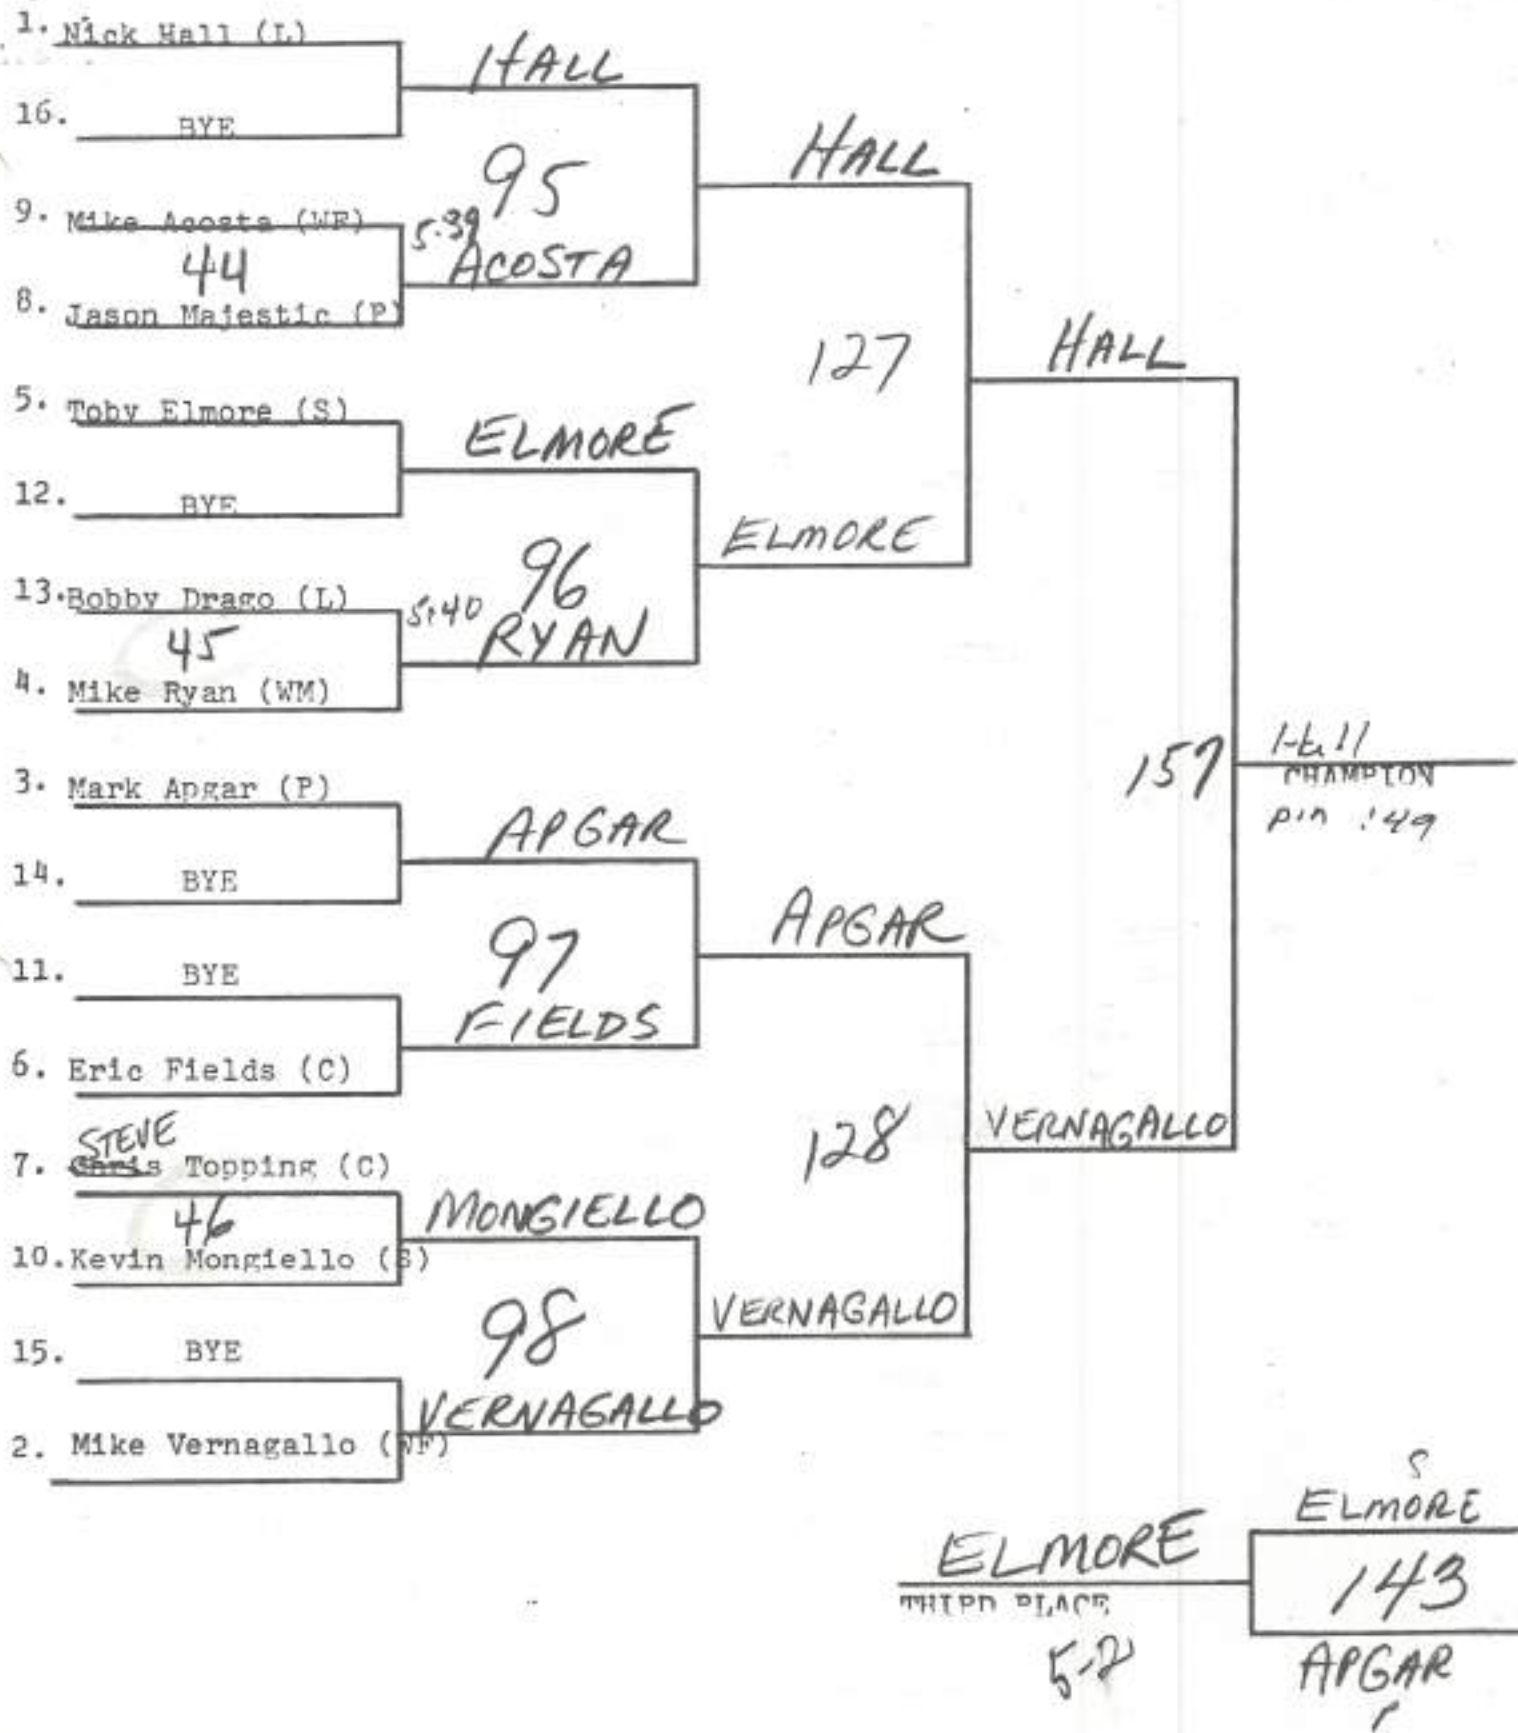 1. Nick Hall (L)
HALL
16. BYE
95
HALL
9. Mike Acosta (WF)
5:39
44
ACOSTA
8. Jason Majestic (P)
127
HALL
5. Toby Elmore (S)
ELMORE
12. BYE
96
ELMORE
13. Bobby Drago (L)
5:40
45
RYAN
4. Mike Ryan (WM)
157
Hall
CHAMPION
pin :49
3. Mark Apgar (P)
APGAR
14. BYE
97
APGAR
11. BYE
FIELDS
6. Eric Fields (C)
STEVE
128
VERNAGALLO
7. Chris Topping (C)
46
MONGIELLO
10. Kevin Mongiello (S)
98
VERNAGALLO
15. BYE
VERNAGALLO
2. Mike Vernagallo (WF)
S
ELMORE
ELMORE
THIRD PLACE
143
5-2
APGAR
P